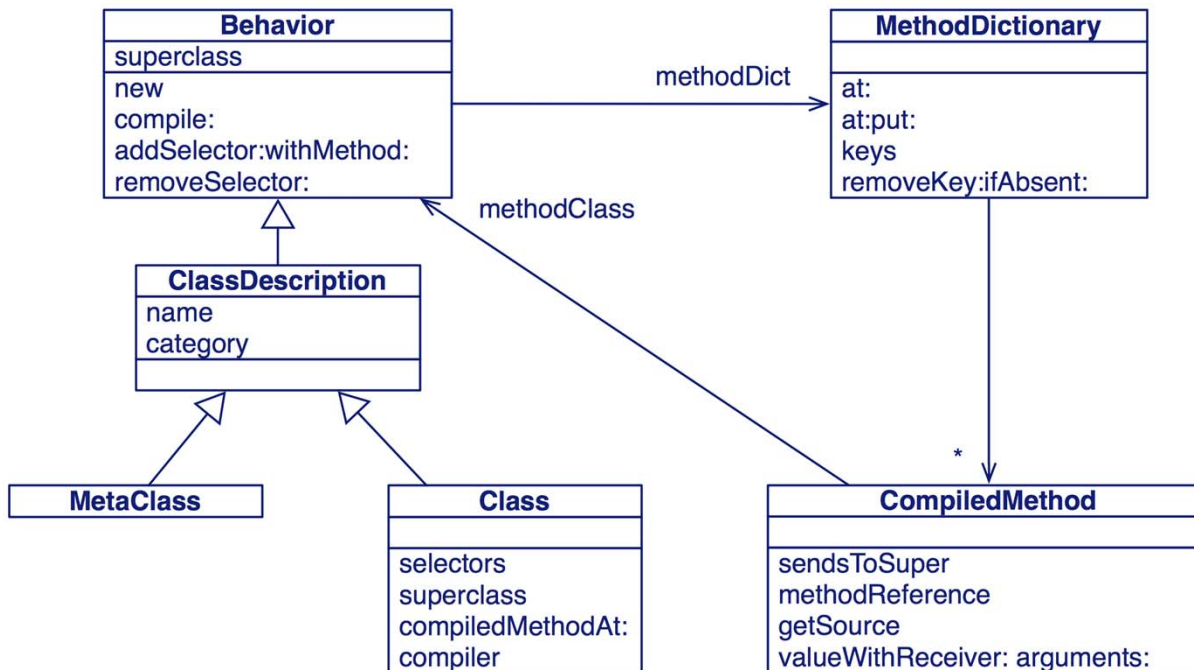 Behavior
superclass
new
compile:
addSelector:withMethod:
removeSelector:
methodDict
MethodDictionary
at:
at:put:
keys
removeKey:ifAbsent:
methodClass
ClassDescription
name
category
*
MetaClass
Class
selectors
superclass
compiledMethodAt:
compiler
CompiledMethod
sendsToSuper
methodReference
getSource
valueWithReceiver: arguments: